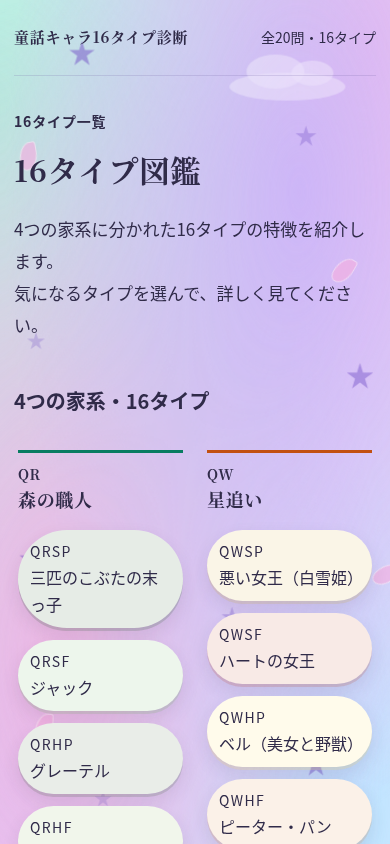 童話キャラ16タイプ診断
全20問・16タイプ
16タイプ一覧
16タイプ図鑑
4つの家系に分かれた16タイプの特徴を紹介し
ます。
気になるタイプを選んで、詳しく見てくださ
い。
4つの家系・16タイプ
QR
森の職人
QRSP
三匹のこぶたの末
っ子
QRSF
ジャック
QRHP
グレーテル
QRHF
QW
星追い
QWSP
悪い女王（白雪姫）
QWSF
ハートの女王
QWHP
ベル（美女と野獣）
QWHF
ピーター・パン